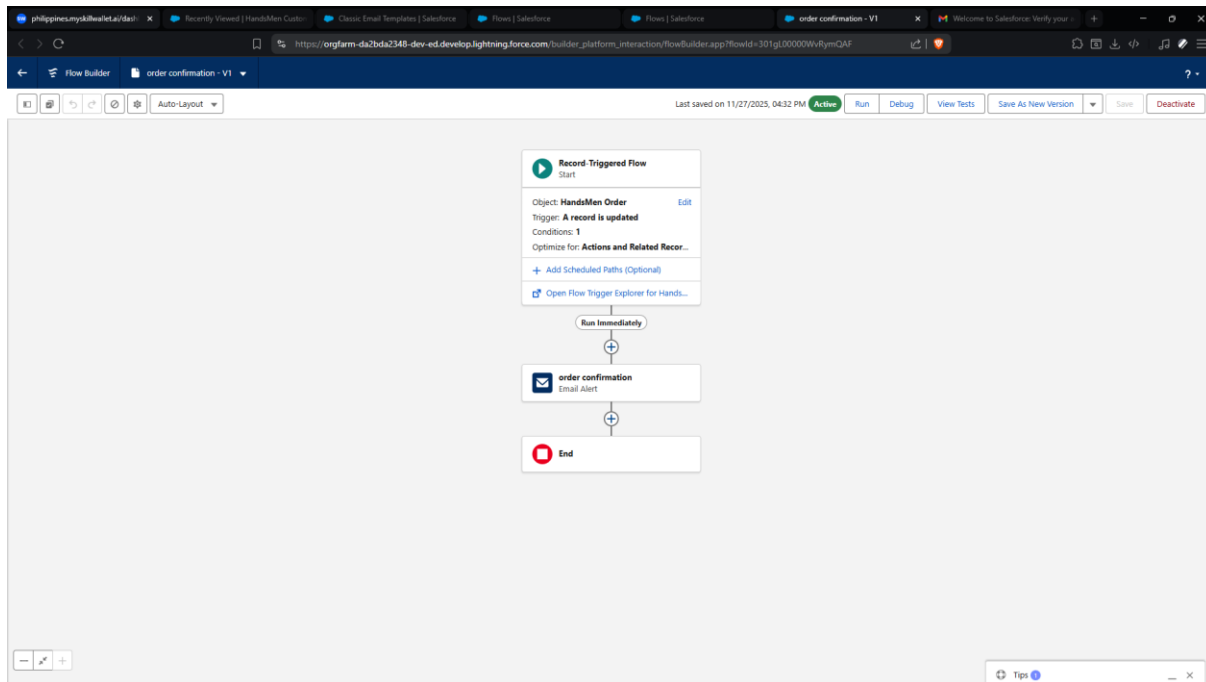 philippines.myskillwallet.ai/dash
Recently Viewed | HandsMen Custom
Classic Email Templates | Salesforce
Flows | Salesforce
Flows | Salesforce
order confirmation - V1
Welcome to Salesforce: Verify your
https://orgfarm-da2bda2348-dev-ed.develop.lightning.force.com/builder_platform_interaction/flowBuilder.app?flowId=301gL00000WvRymQAF
Flow Builder
order confirmation - V1
?
Auto-Layout
Last saved on 11/27/2025, 04:32 PM
Active
Run
Debug
View Tests
Save As New Version
Save
Deactivate
Record-Triggered Flow
Start
Object: HandsMen Order
Edit
Trigger: A record is updated
Conditions: 1
Optimize for: Actions and Related Recor...
Add Scheduled Paths (Optional)
Open Flow Trigger Explorer for Hands...
Run Immediately
order confirmation
Email Alert
End
Tips